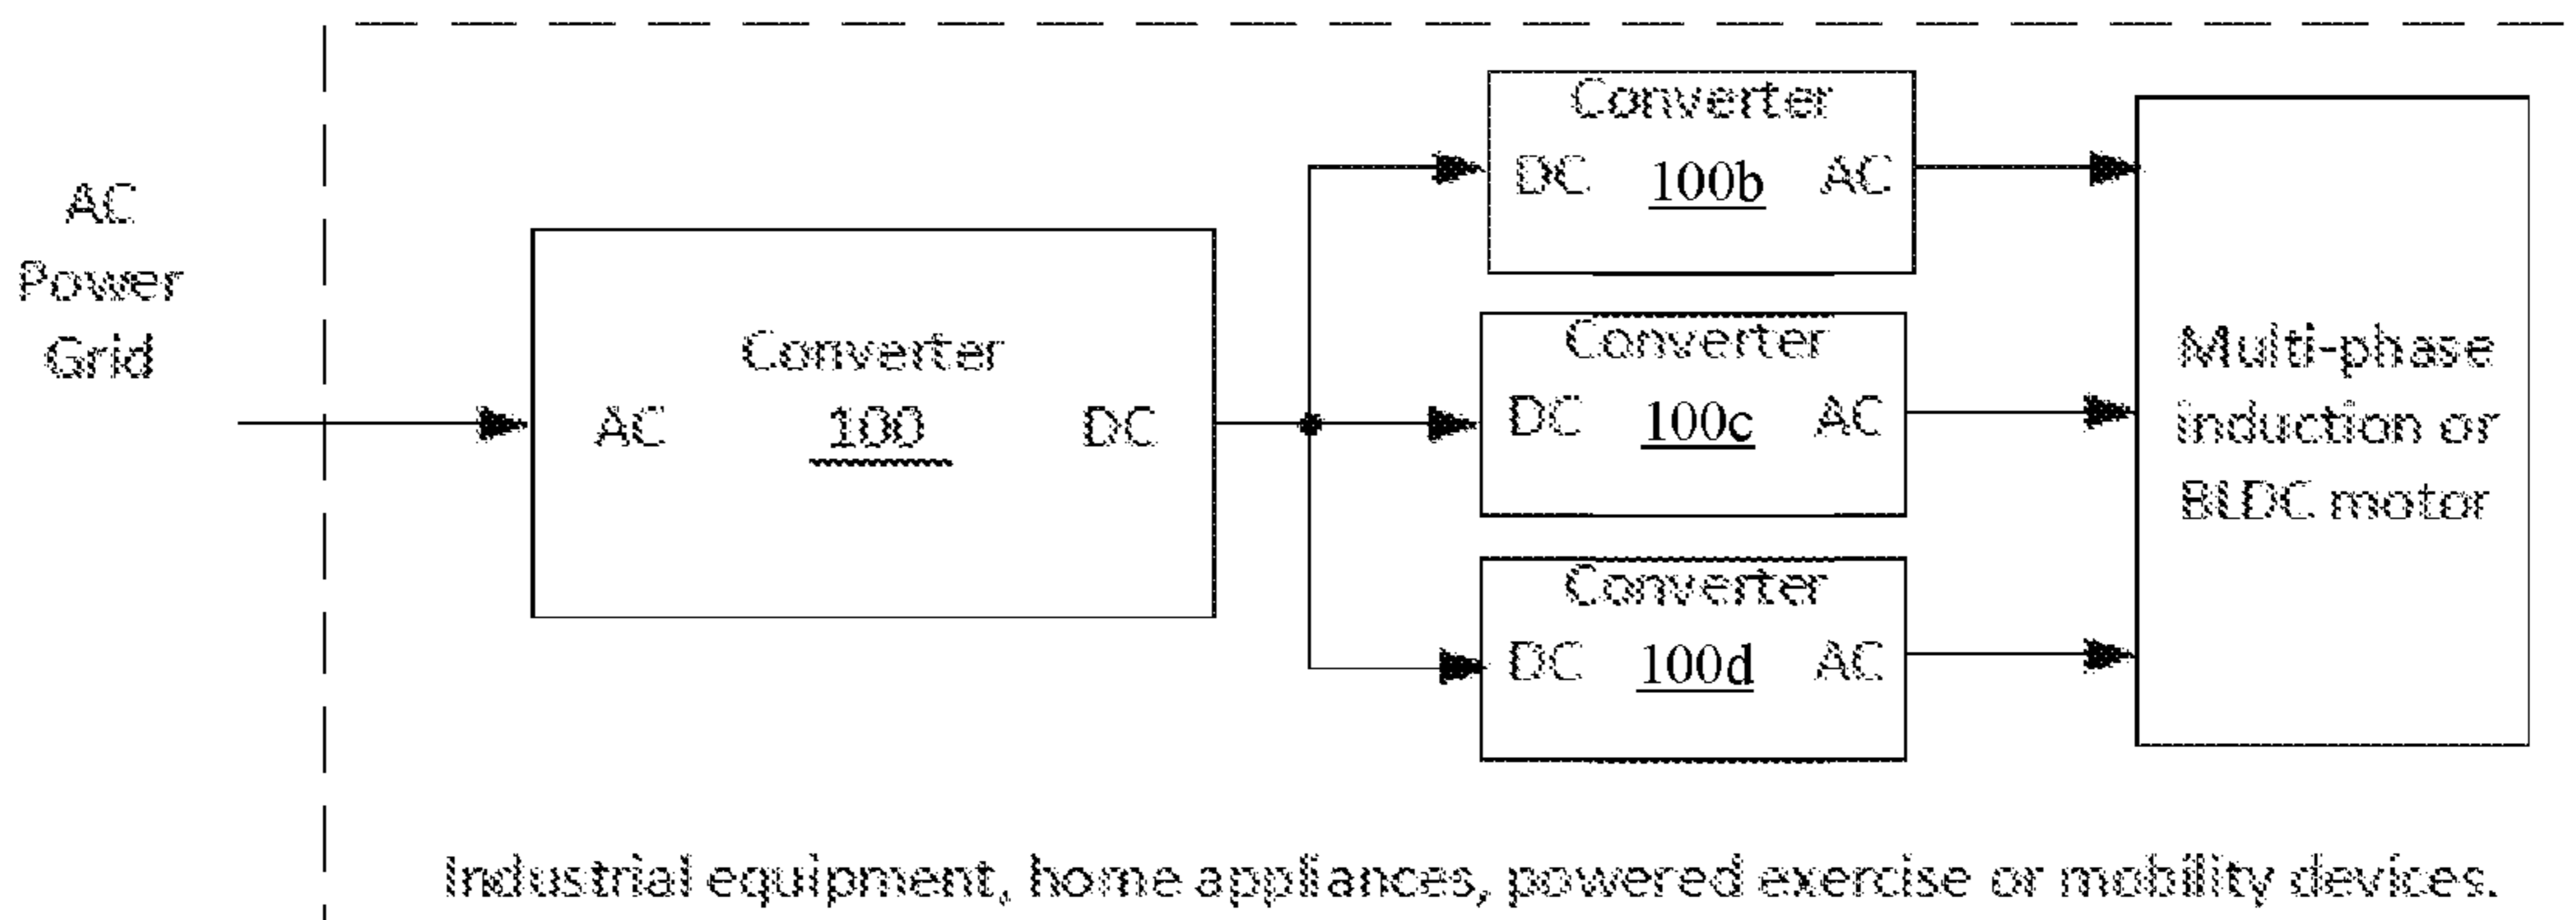 AC
Power
Grid
Converter
AC 100 DC
Converter
DC 100b AC
Converter
DC 100c AC
Converter
DC 100d AC
Multi-phase
induction or
BLDC motor
Industrial equipment, home appliances, powered exercise or mobility devices.